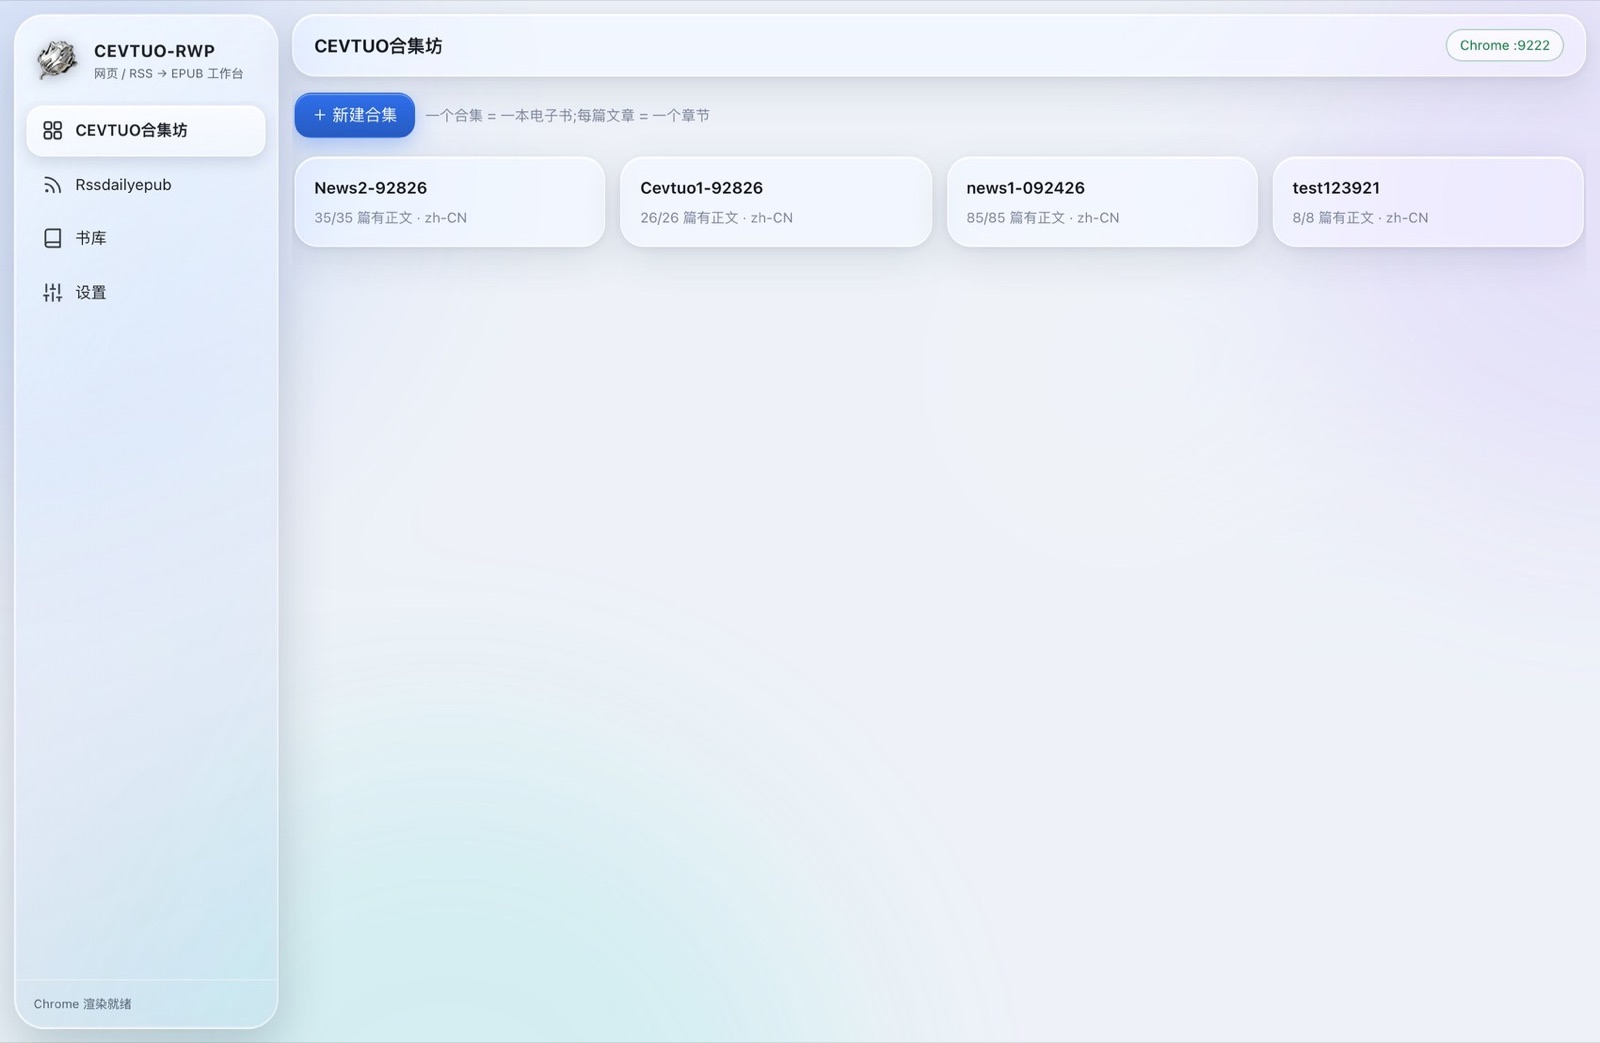 CEVTUO-RWP
网页 / RSS → EPUB 工作台
CEVTUO合集坊
Rssdailyepub
书库
设置
Chrome 渲染就绪
CEVTUO合集坊
Chrome :9222
+ 新建合集
一个合集 = 一本电子书;每篇文章 = 一个章节
News2-92826
35/35 篇有正文 · zh-CN
Cevtuo1-92826
26/26 篇有正文 · zh-CN
news1-092426
85/85 篇有正文 · zh-CN
test123921
8/8 篇有正文 · zh-CN